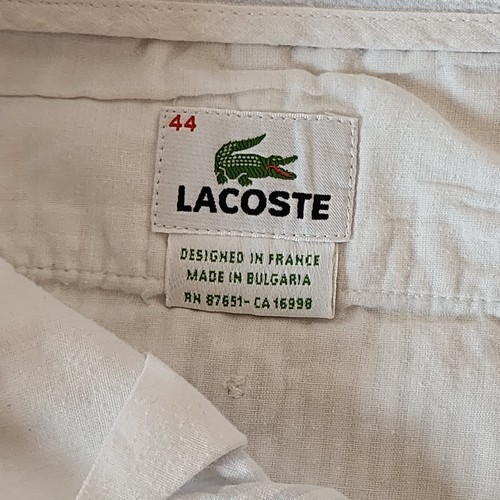 44
LACOSTE
DESIGNED IN FRANCE
MADE IN BULGARIA
RN 87651- CA 16998